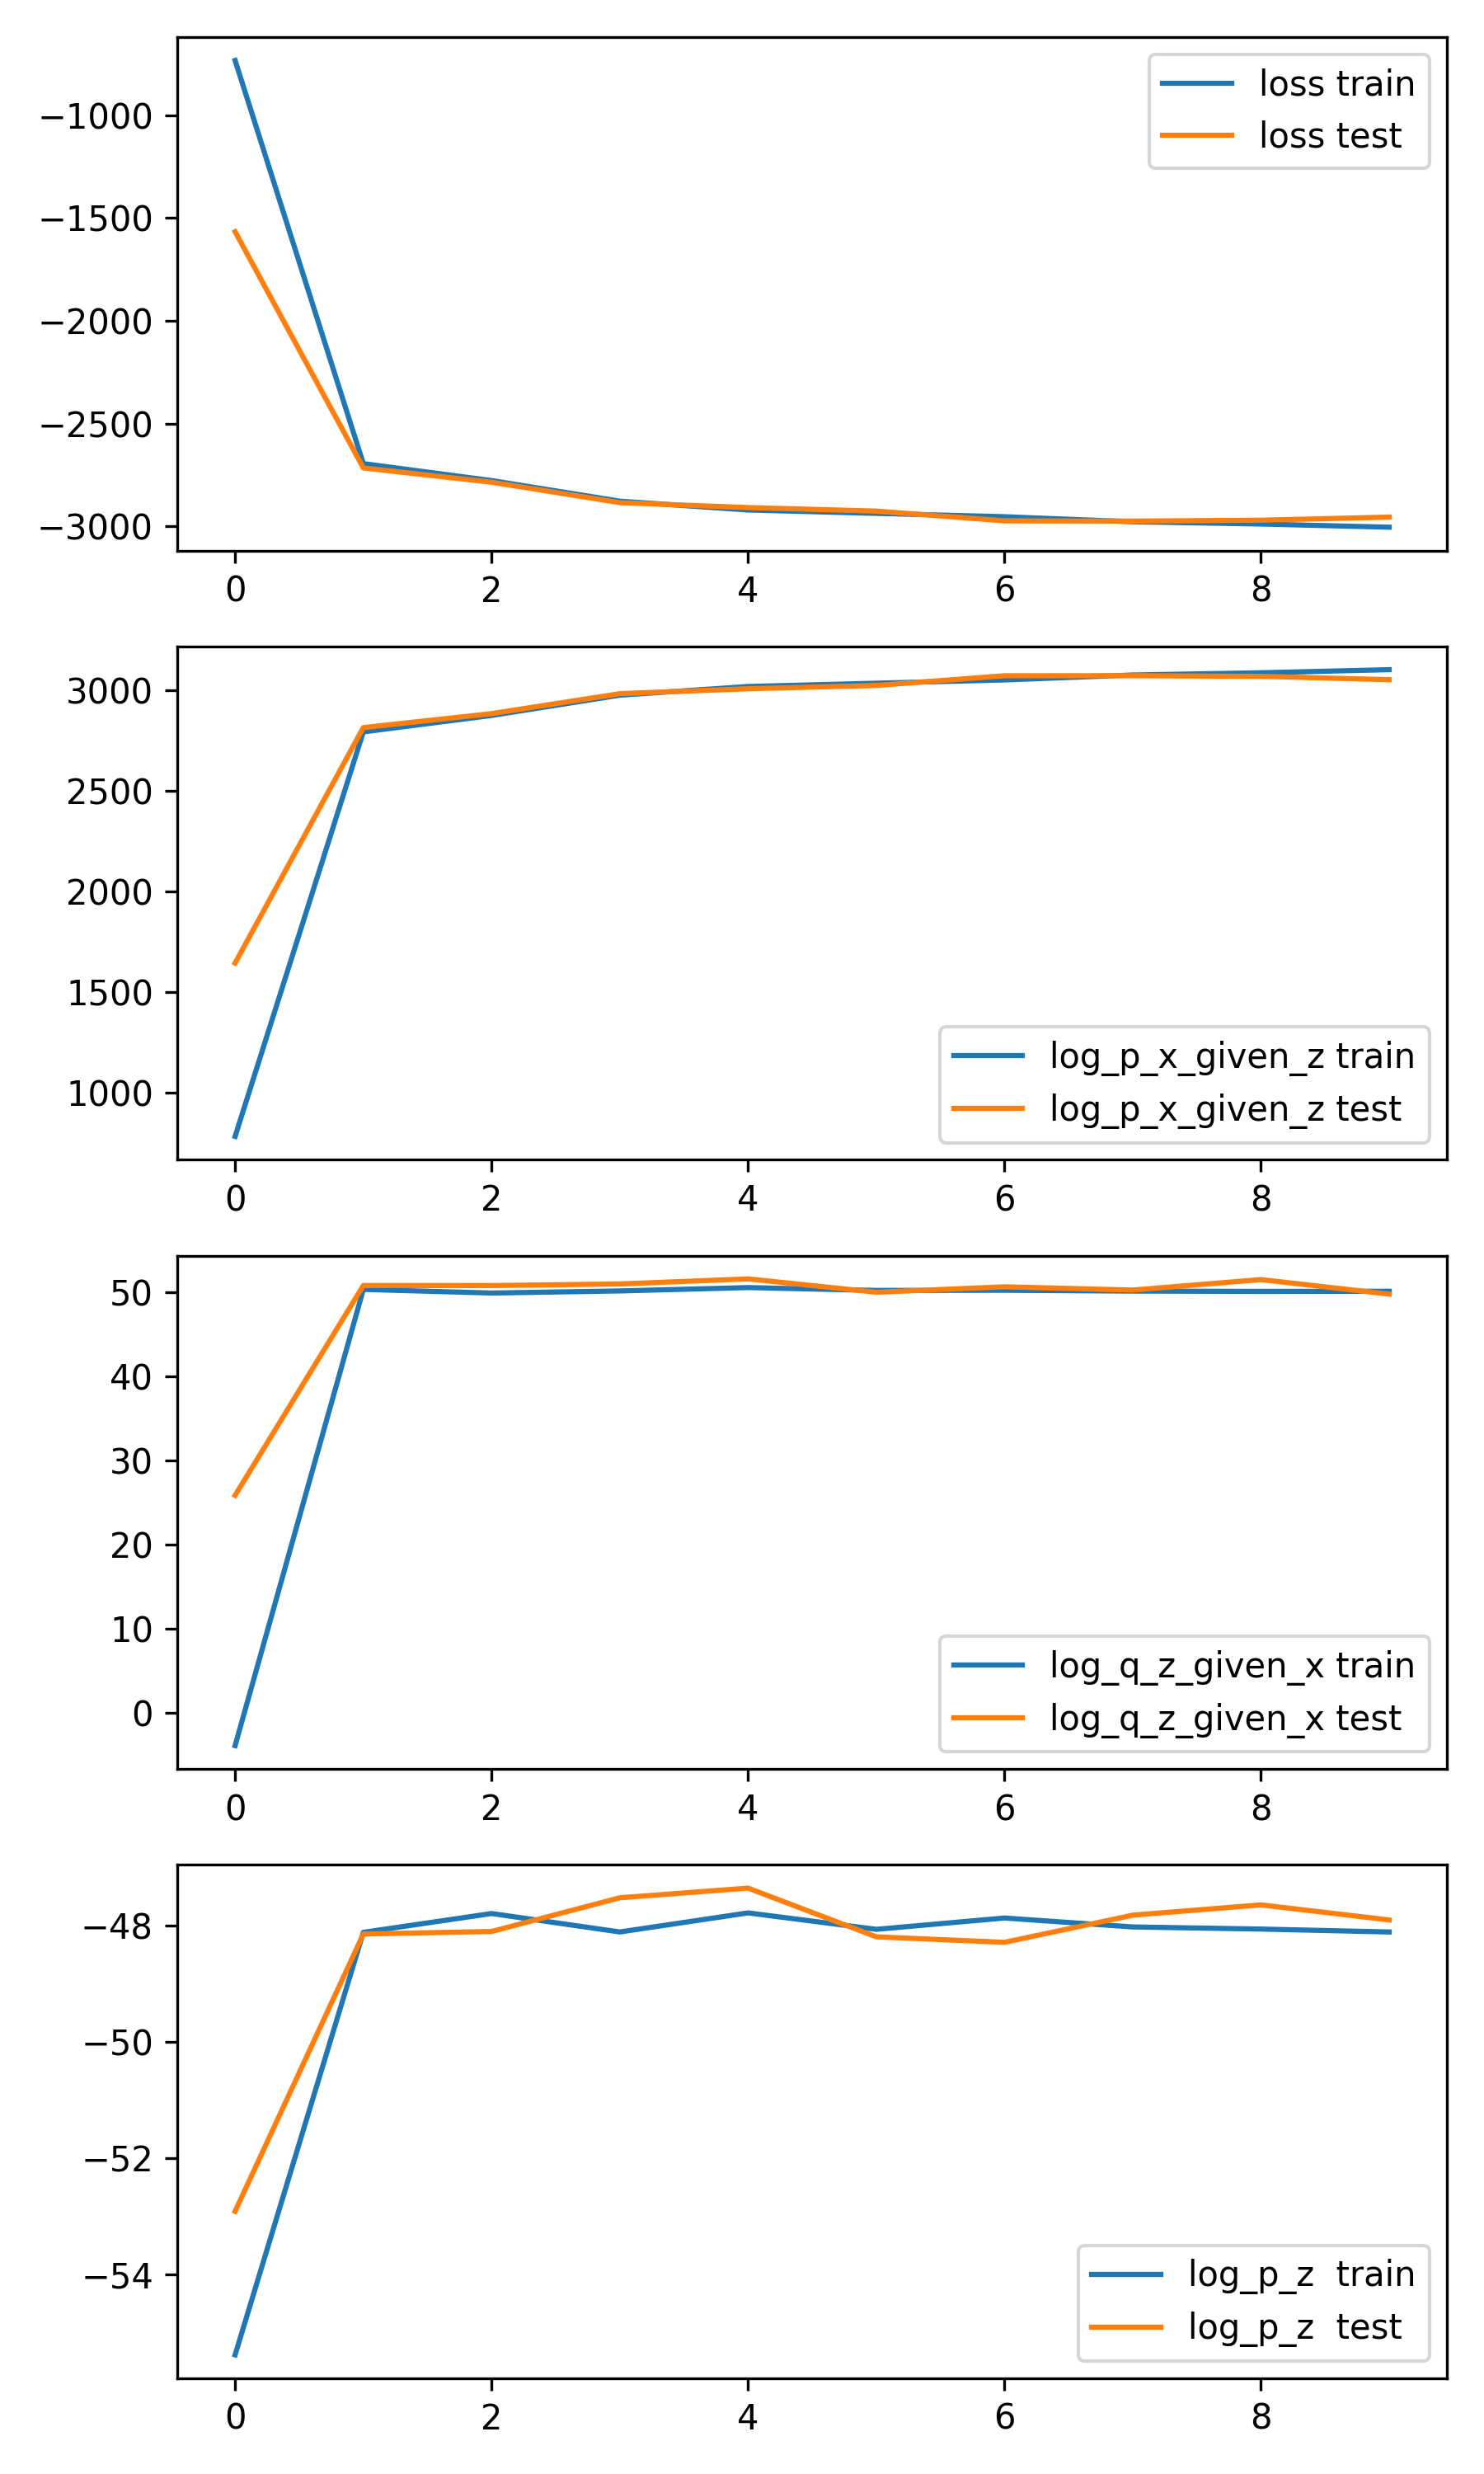 loss train
loss test
−1000
−1500
−2000
−2500
−3000
0 2 4 6 8
3000
2500
2000
1500
1000
log_p_x_given_z train
log_p_x_given_z test
0 2 4 6 8
50
40
30
20
10
0
log_q_z_given_x train
log_q_z_given_x test
0 2 4 6 8
−48
−50
−52
−54
log_p_z  train
log_p_z  test
0 2 4 6 8